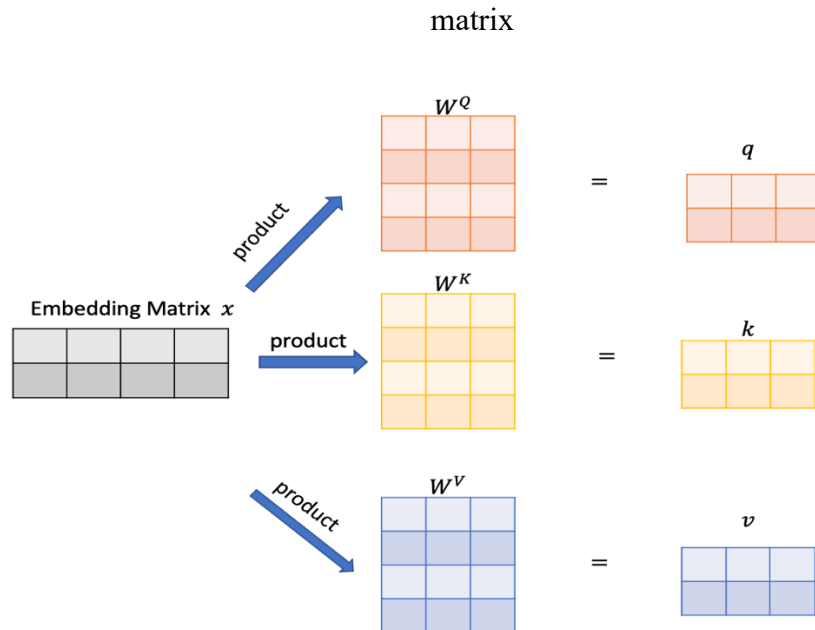 matrix
W^Q
product
=
q
Embedding Matrix x
product
W^K
=
k
product
W^V
=
v